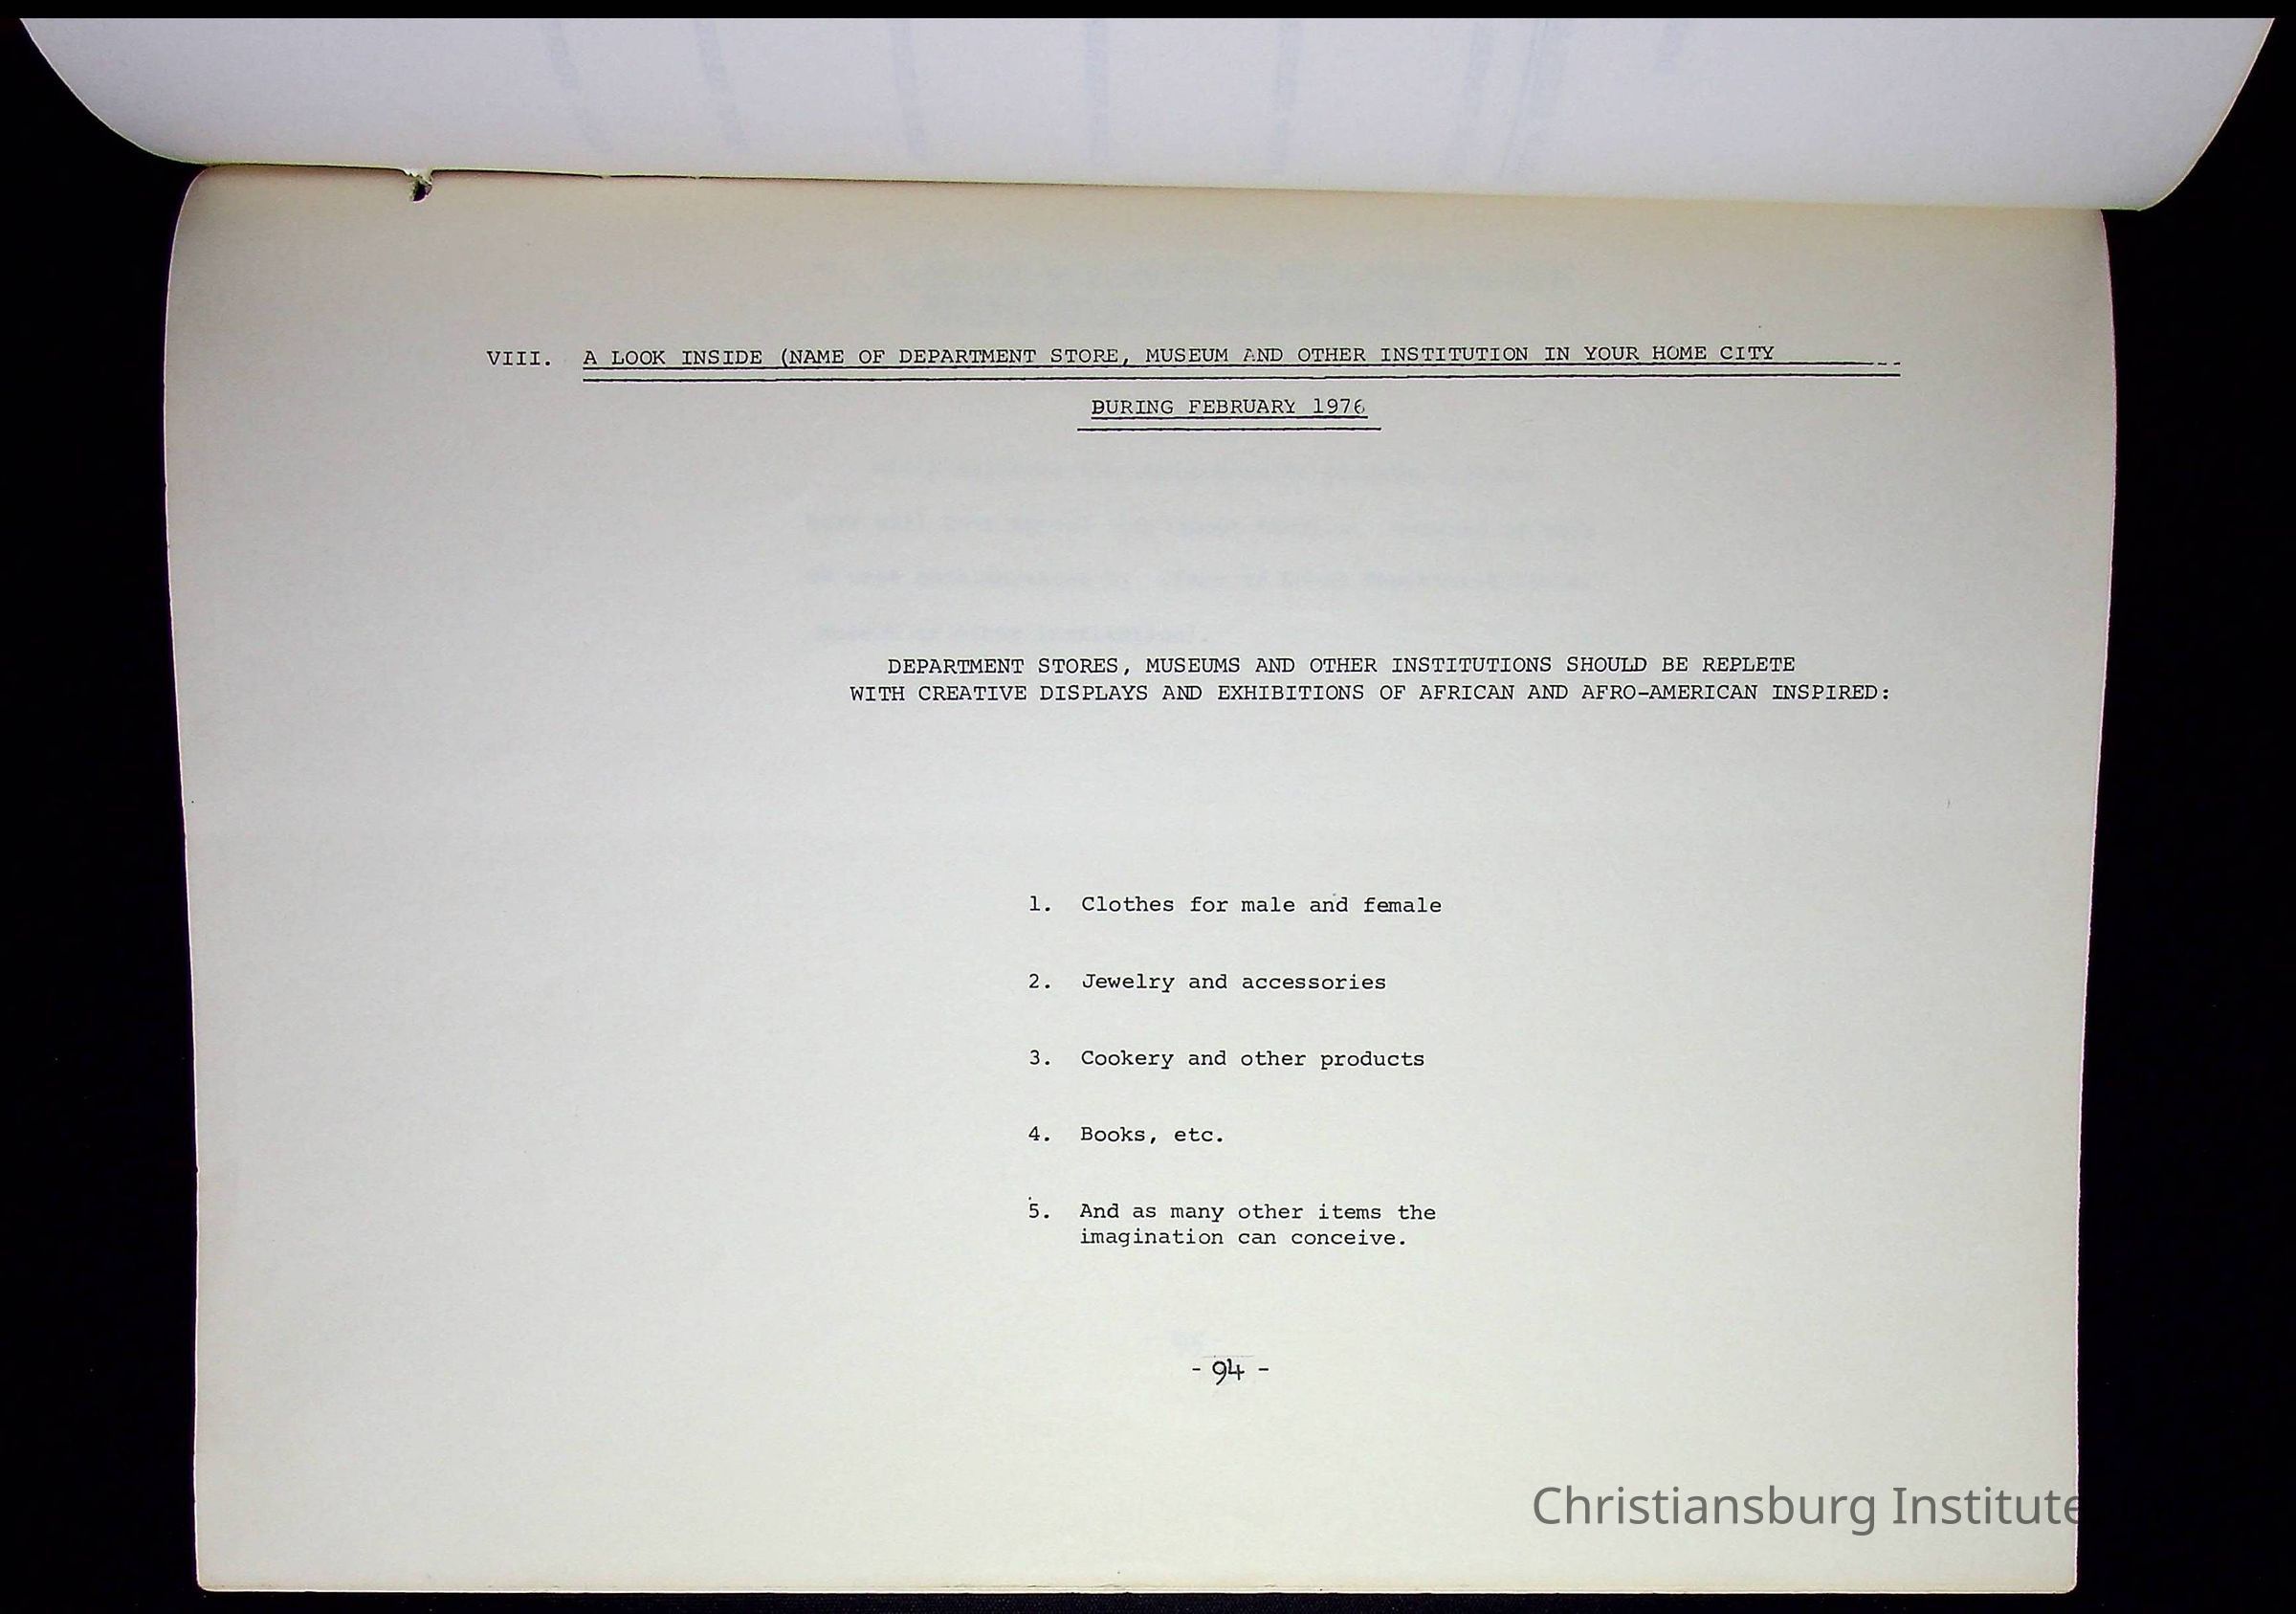 VIII. A LOOK INSIDE (NAME OF DEPARTMENT STORE, MUSEUM AND OTHER INSTITUTION IN YOUR HOME CITY
DURING FEBRUARY 1976
DEPARTMENT STORES, MUSEUMS AND OTHER INSTITUTIONS SHOULD BE REPLETE
WITH CREATIVE DISPLAYS AND EXHIBITIONS OF AFRICAN AND AFRO-AMERICAN INSPIRED:
1. Clothes for male and female
2. Jewelry and accessories
3. Cookery and other products
4. Books, etc.
5. And as many other items the
imagination can conceive.
- 94 -
Christiansburg Institute